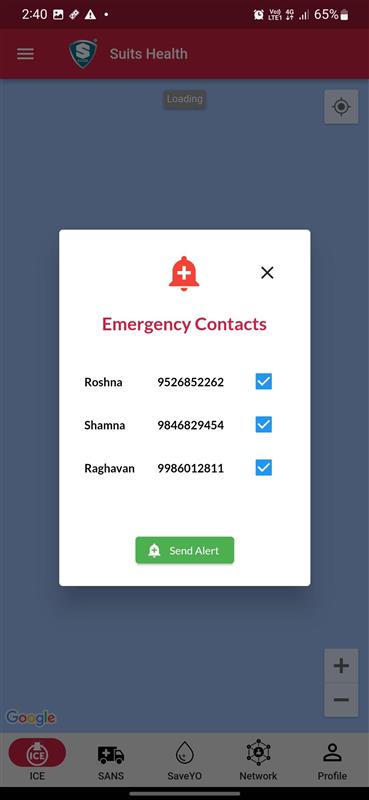 2:40 65%
Vo))
LTE1 4G
Suits Health
Loading
Emergency Contacts
Roshna 9526852262
Shamna 9846829454
Raghavan 9986012811
Send Alert
Google
ICE
ICE SANS SaveYO Network Profile